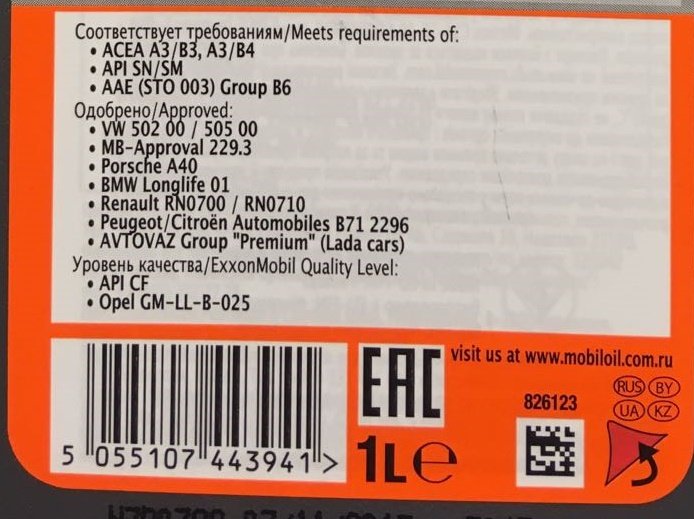 Соответствует требованиям/Meets requirements of:
• ACEA A3/B3, A3/B4
• API SN/SM
• AAE (STO 003) Group B6
Одобрено/Approved:
• VW 502 00 / 505 00
• MB-Approval 229.3
• Porsche A40
• BMW Longlife 01
• Renault RN0700 / RN0710
• Peugeot/Citroën Automobiles B71 2296
• AVTOVAZ Group "Premium" (Lada cars)
Уровень качества/ExxonMobil Quality Level:
• API CF
• Opel GM-LL-B-025
EAC
visit us at www.mobiloil.com.ru
RUS BY
826123
UA KZ
5 055107 443941 >
1L e